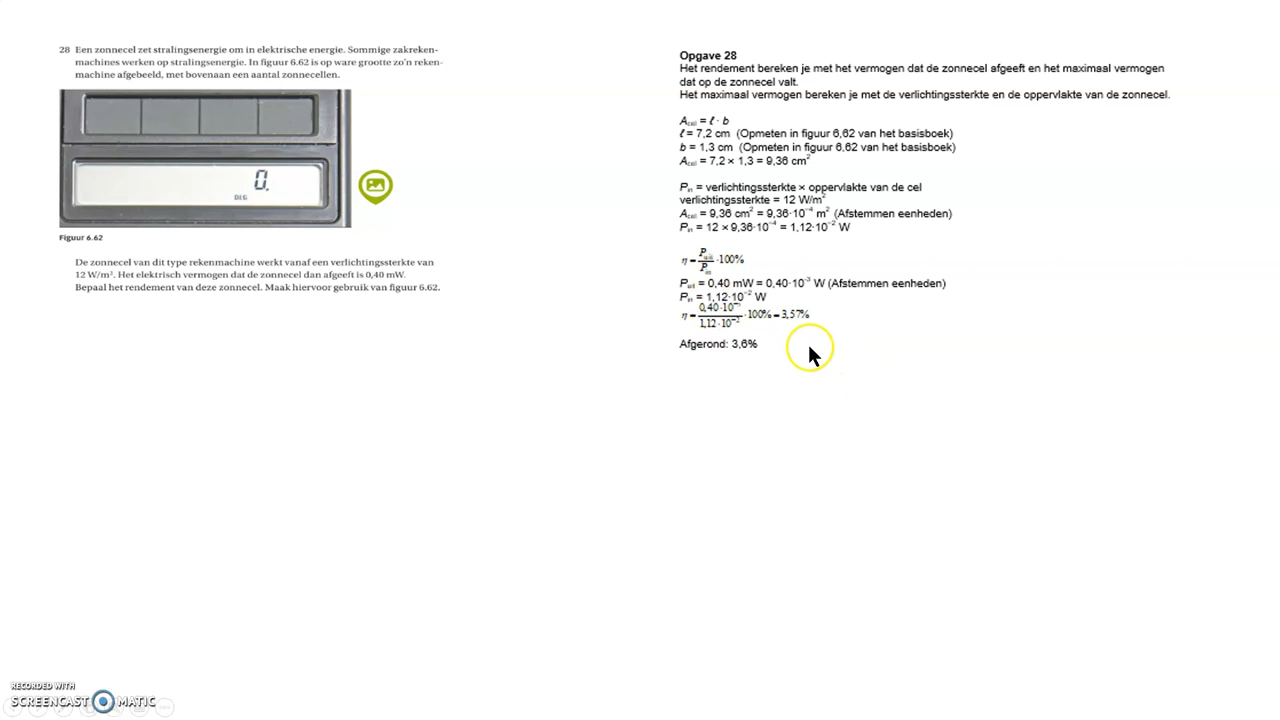 28 Een zonnecel zet stralingsenergie om in elektrische energie. Sommige zakreken-
machines werken op stralingsenergie. In figuur 6.62 is op ware grootte zo'n reken-
machine afgebeeld, met bovenaan een aantal zonnecellen.
0.
DEG
Figuur 6.62
De zonnecel van dit type rekenmachine werkt vanaf een verlichtingssterkte van
12 W/m². Het elektrisch vermogen dat de zonnecel dan afgeeft is 0,40 mW.
Bepaal het rendement van deze zonnecel. Maak hiervoor gebruik van figuur 6.62.
Opgave 28
Het rendement bereken je met het vermogen dat de zonnecel afgeeft en het maximaal vermogen
dat op de zonnecel valt.
Het maximaal vermogen bereken je met de verlichtingssterkte en de oppervlakte van de zonnecel.
A_cel = ℓ · b
ℓ = 7,2 cm (Opmeten in figuur 6.62 van het basisboek)
b = 1,3 cm (Opmeten in figuur 6.62 van het basisboek)
A_cel = 7,2 × 1,3 = 9,36 cm²
P_in = verlichtingssterkte × oppervlakte van de cel
verlichtingssterkte = 12 W/m²
A_cel = 9,36 cm² = 9,36·10⁻⁴ m² (Afstemmen eenheden)
P_in = 12 × 9,36·10⁻⁴ = 1,12·10⁻² W
η = P_uit / P_in · 100%
P_uit = 0,40 mW = 0,40·10⁻³ W (Afstemmen eenheden)
P_in = 1,12·10⁻² W
η = 0,40·10⁻³ / 1,12·10⁻² · 100% = 3,57%
Afgerond: 3,6%
RECORDED WITH
SCREENCAST MATIC